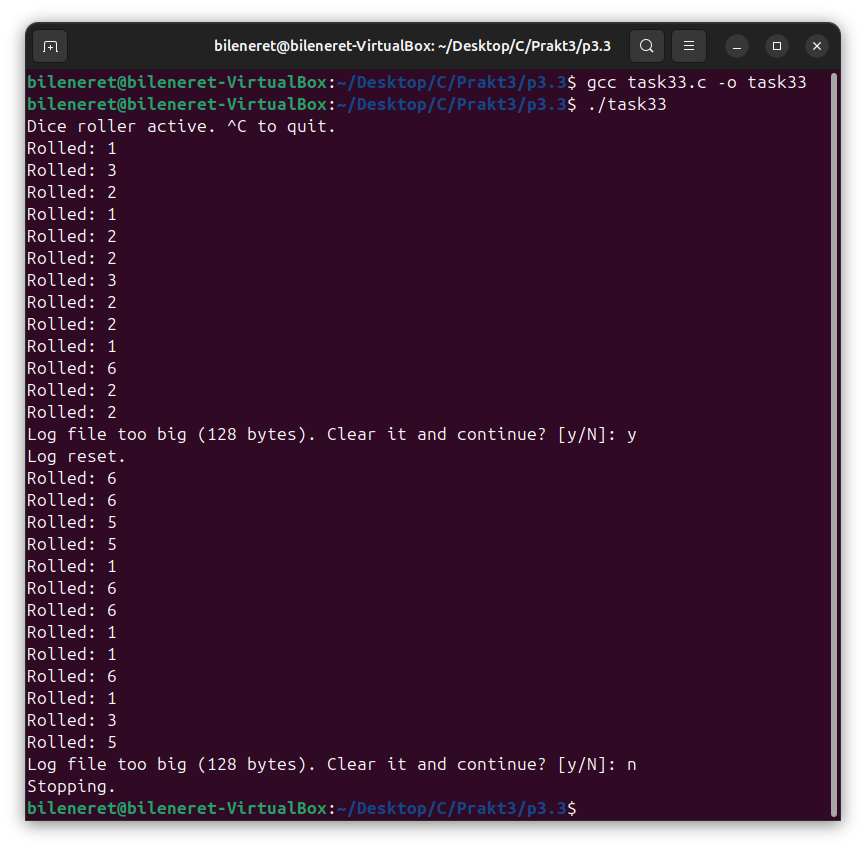 bileneret@bileneret-VirtualBox: ~/Desktop/C/Prakt3/p3.3
bileneret@bileneret-VirtualBox:~/Desktop/C/Prakt3/p3.3$ gcc task33.c -o task33
bileneret@bileneret-VirtualBox:~/Desktop/C/Prakt3/p3.3$ ./task33
Dice roller active. ^C to quit.
Rolled: 1
Rolled: 3
Rolled: 2
Rolled: 1
Rolled: 2
Rolled: 2
Rolled: 3
Rolled: 2
Rolled: 2
Rolled: 1
Rolled: 6
Rolled: 2
Rolled: 2
Log file too big (128 bytes). Clear it and continue? [y/N]: y
Log reset.
Rolled: 6
Rolled: 6
Rolled: 5
Rolled: 5
Rolled: 1
Rolled: 6
Rolled: 6
Rolled: 1
Rolled: 1
Rolled: 6
Rolled: 1
Rolled: 3
Rolled: 5
Log file too big (128 bytes). Clear it and continue? [y/N]: n
Stopping.
bileneret@bileneret-VirtualBox:~/Desktop/C/Prakt3/p3.3$